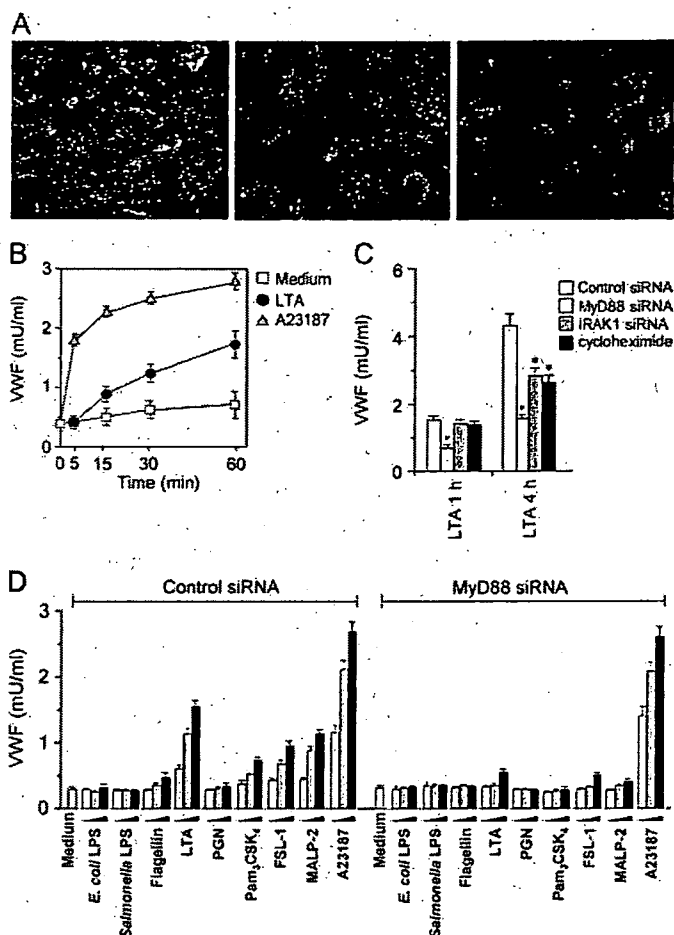 A
B
VWF (mU/ml)
3
2
1
0
0 5 15 30 60
Time (min)
Medium
LTA
A23187
C
VWF (mU/ml)
6
4
2
0
LTA 1 h
LTA 4 h
Control siRNA
MyD88 siRNA
IRAK1 siRNA
cycloheximide
* * * *
D
Control siRNA
MyD88 siRNA
VWF (mU/ml)
3
2
1
0
Medium
E. coli LPS
Salmonella LPS
Flagellin
LTA
PGN
Pam3CSK4
FSL-1
MALP-2
A23187
Medium
E. coli LPS
Salmonella LPS
Flagellin
LTA
PGN
Pam3CSK4
FSL-1
MALP-2
A23187